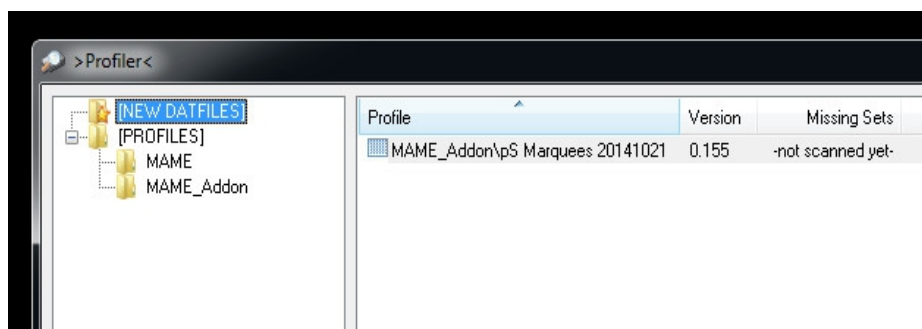 >Profiler<
[NEW DATFILES]
[PROFILES]
MAME
MAME_Addon
Profile Version Missing Sets
MAME_Addon\pS Marquees 20141021 0.155 -not scanned yet-